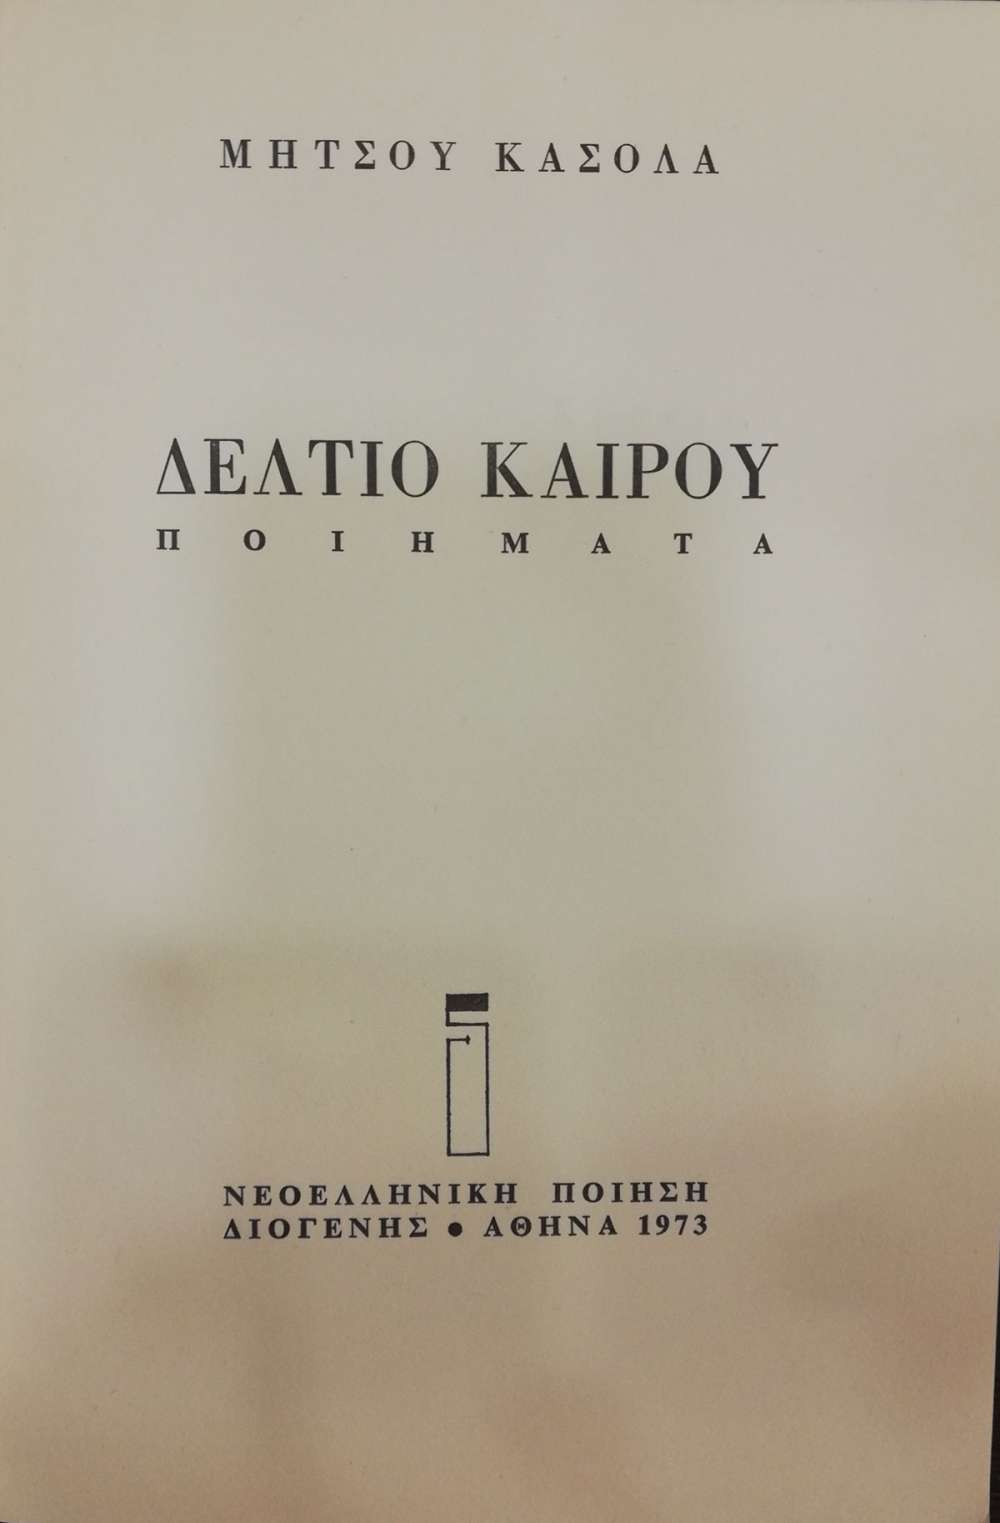 ΜΗΤΣΟΥ ΚΑΣΟΛΑ
ΔΕΛΤΙΟ ΚΑΙΡΟΥ
ΠΟΙΗΜΑΤΑ
ΝΕΟΕΛΛΗΝΙΚΗ ΠΟΙΗΣΗ
ΔΙΟΓΕΝΗΣ • ΑΘΗΝΑ 1973